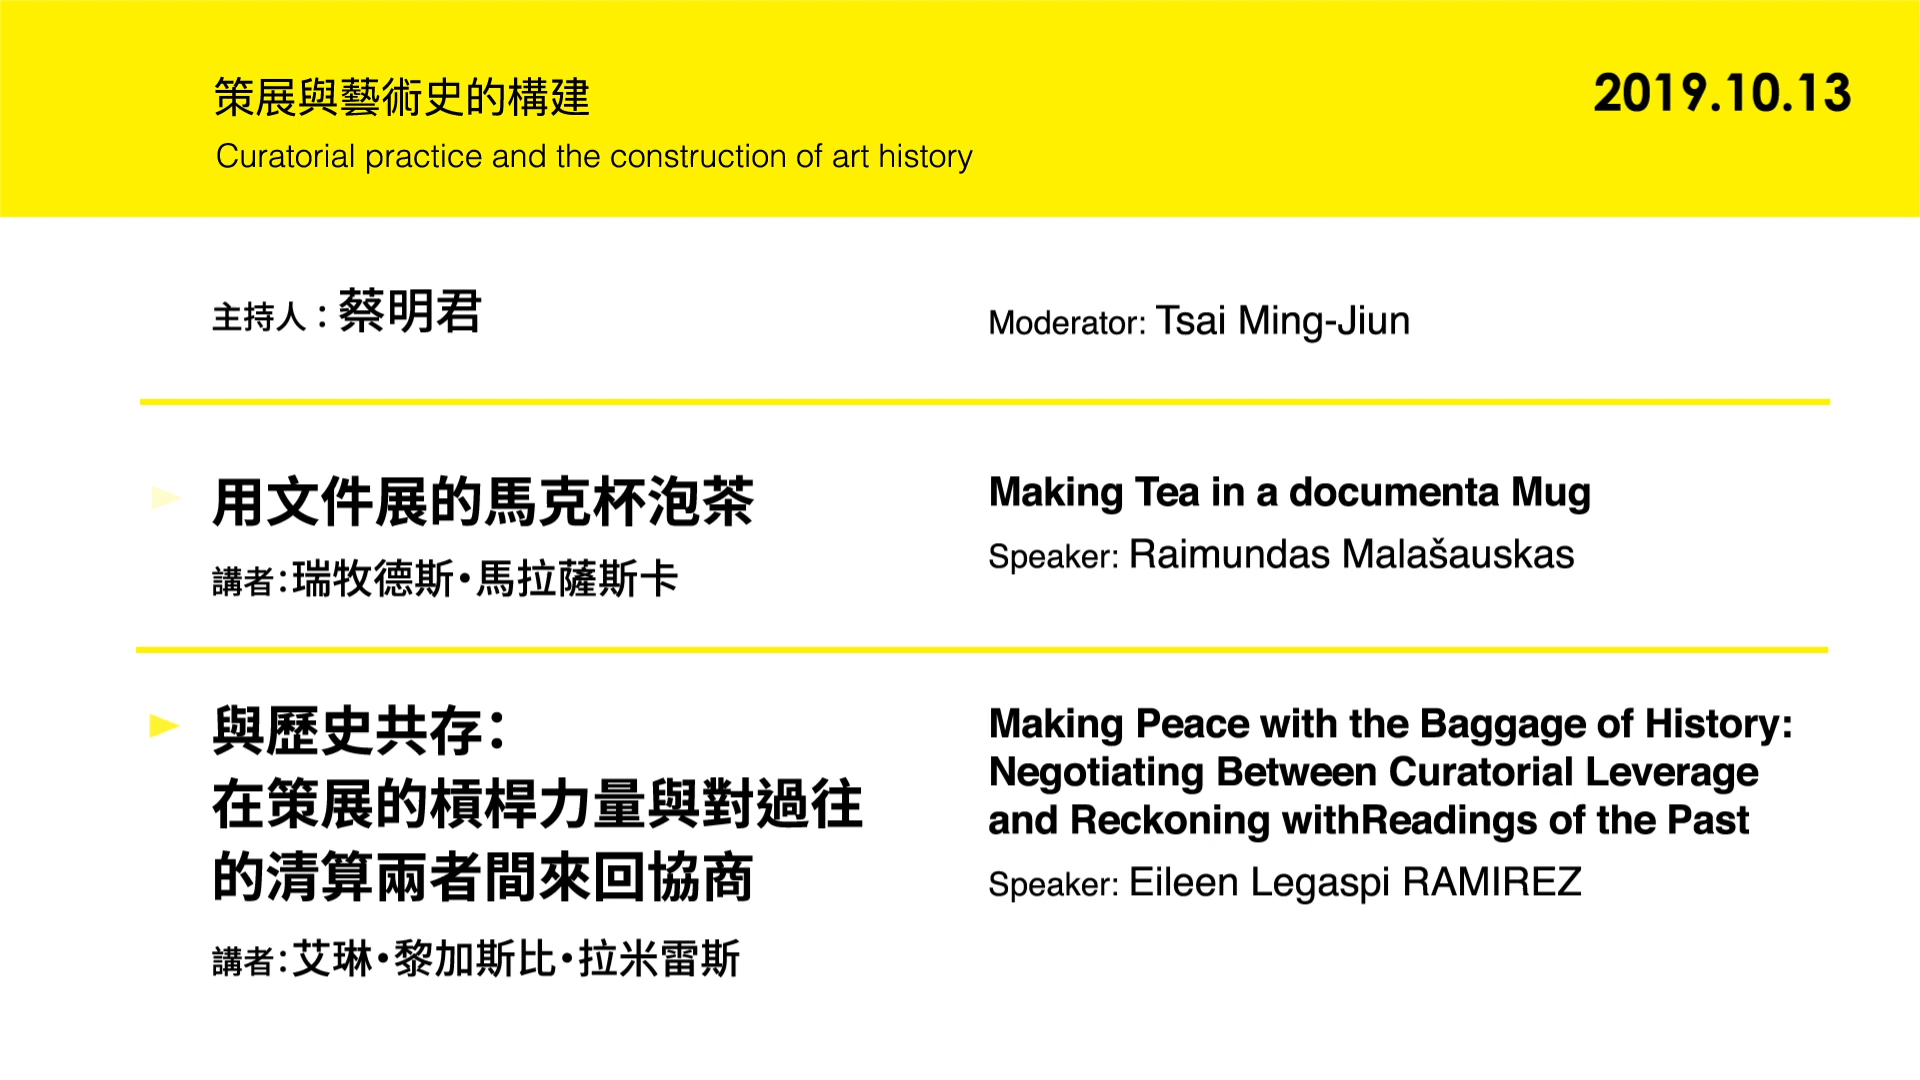 策展與藝術史的構建
Curatorial practice and the construction of art history
2019.10.13
主持人：蔡明君
Moderator: Tsai Ming-Jiun
用文件展的馬克杯泡茶
講者：瑞牧德斯・馬拉薩斯卡
Making Tea in a documenta Mug
Speaker: Raimundas Malašauskas
與歷史共存：
在策展的槓桿力量與對過往
的清算兩者間來回協商
講者：艾琳・黎加斯比・拉米雷斯
Making Peace with the Baggage of History:
Negotiating Between Curatorial Leverage
and Reckoning withReadings of the Past
Speaker: Eileen Legaspi RAMIREZ